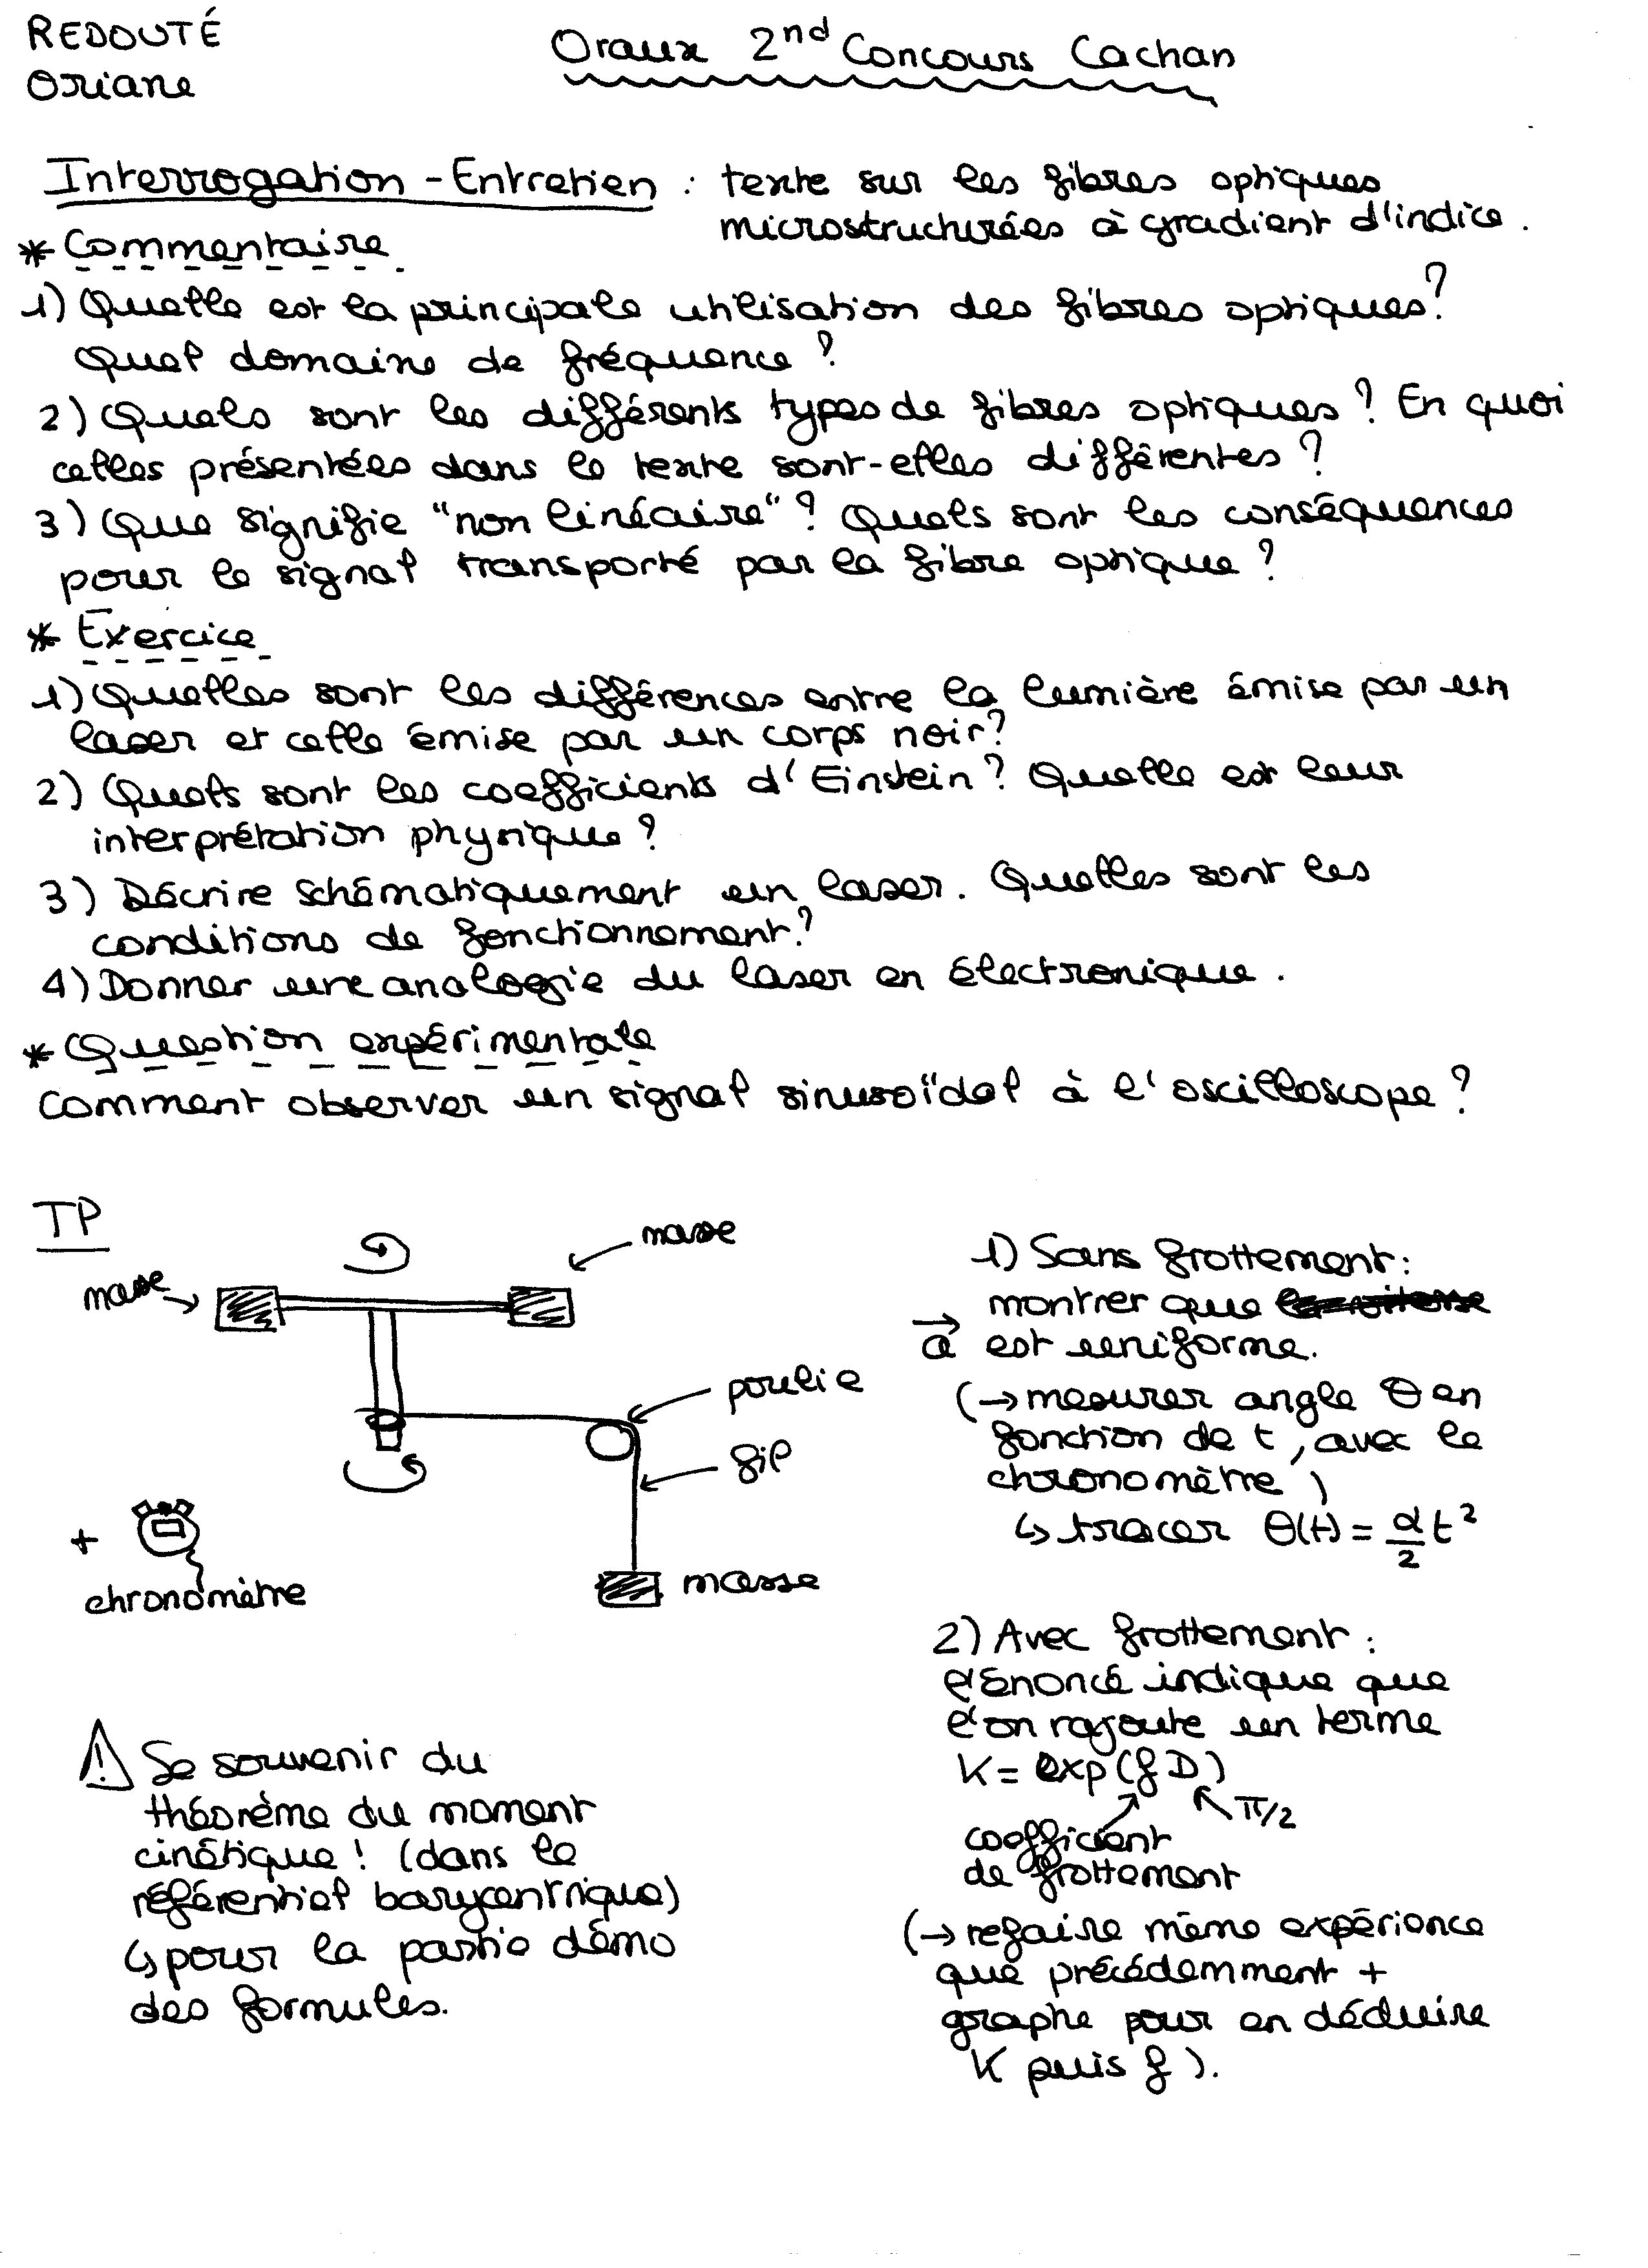 REDOUTÉ
Oriane
Oraux 2nd Concours Cachan
Interrogation - Entretien : texte sur les fibres optiques
microstructurées à gradient d'indice.
* Commentaire
1) Quelle est la principale utilisation des fibres optiques ?
Quel domaine de fréquence ?
2) Quels sont les différents types de fibres optiques ? En quoi
celles présentées dans le texte sont-elles différentes ?
3) Que signifie "non linéaire" ? Quels sont les conséquences
pour le signal transporté par la fibre optique ?
* Exercice
1) Quelles sont les différences entre la lumière émise par un
laser et celle émise par un corps noir ?
2) Quels sont les coefficients d'Einstein ? Quelle est leur
interprétation physique ?
3) Décrire schématiquement un laser. Quelles sont les
conditions de fonctionnement ?
4) Donner une analogie du laser en électronique.
* Question expérimentale
Comment observer un signal sinusoïdal à l'oscilloscope ?
TP
masse
masse
poulie
fil
masse
+
chronomètre
1) Sans frottement :
montrer que
a⃗ est uniforme.
(→ mesurer angle θ en
fonction de t, avec le
chronomètre)
↳ tracer θ(t) = α/2 t²
2) Avec frottement :
l'énoncé indique que
l'on rajoute un terme
K = exp(fD)
π/2
coefficient
de frottement
(→ refaire même expérience
que précédemment +
graphe pour en déduire
K puis f).
⚠ Se souvenir du
théorème du moment
cinétique ! (dans le
référentiel barycentrique)
↳ pour la partie démo
des formules.